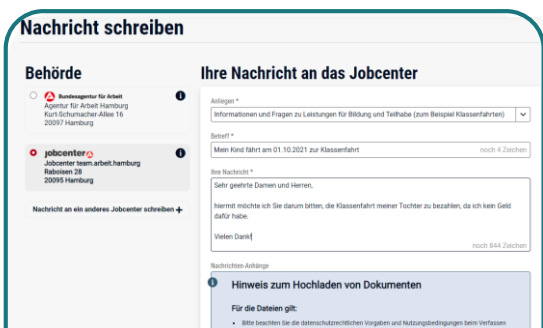 Nachricht schreiben
Behörde
Bundesagentur für Arbeit
Agentur für Arbeit Hamburg
Kurt-Schumacher-Allee 16
20097 Hamburg
jobcenter
Jobcenter team.arbeit.hamburg
Raboisen 28
20095 Hamburg
Nachricht an ein anderes Jobcenter schreiben +
Ihre Nachricht an das Jobcenter
Anliegen *
Informationen und Fragen zu Leistungen für Bildung und Teilhabe (zum Beispiel Klassenfahrten)
Betreff *
Mein Kind fährt am 01.10.2021 zur Klassenfahrt
noch 4 Zeichen
Ihre Nachricht *
Sehr geehrte Damen und Herren,
hiermit möchte ich Sie darum bitten, die Klassenfahrt meiner Tochter zu bezahlen, da ich kein Geld
dafür habe.
Vielen Dank!
noch 844 Zeichen
Nachrichten-Anhänge
Hinweis zum Hochladen von Dokumenten
Für die Dateien gilt:
• Bitte beachten Sie die datenschutzrechtlichen Vorgaben und Nutzungsbedingungen beim Verfassen